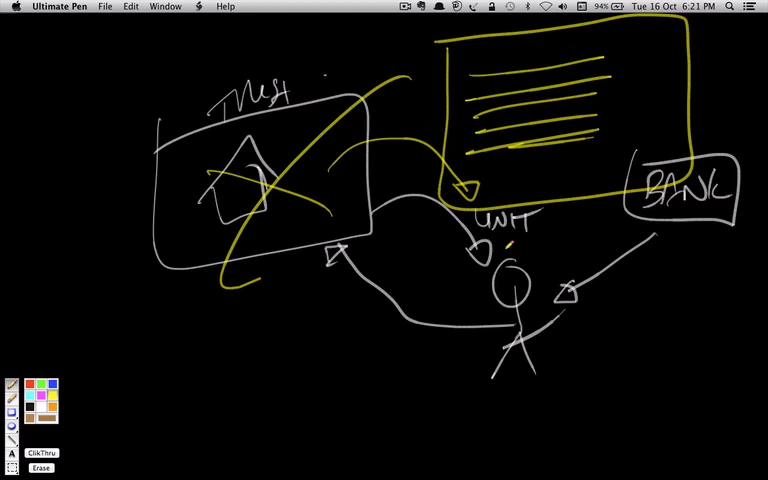 Ultimate Pen File Edit Window Help 94% Tue 16 Oct 6:21 PM
TRUST
BANK
UNIT
A
ClikThru
Erase